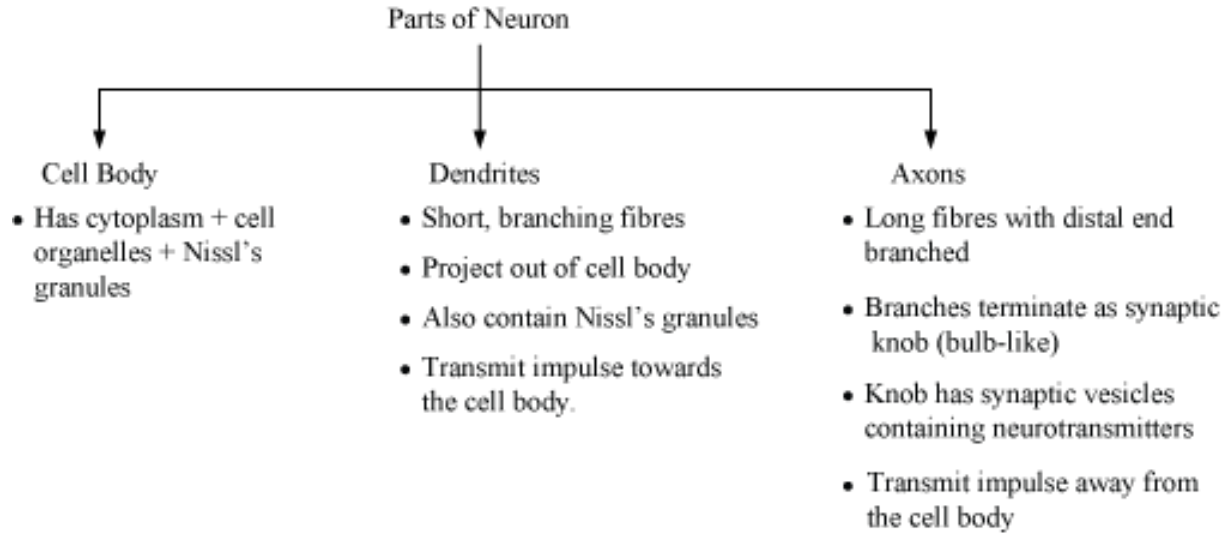 Parts of Neuron
Cell Body
• Has cytoplasm + cell
organelles + Nissl's
granules
Dendrites
• Short, branching fibres
• Project out of cell body
• Also contain Nissl's granules
• Transmit impulse towards
the cell body.
Axons
• Long fibres with distal end
branched
• Branches terminate as synaptic
knob (bulb-like)
• Knob has synaptic vesicles
containing neurotransmitters
• Transmit impulse away from
the cell body